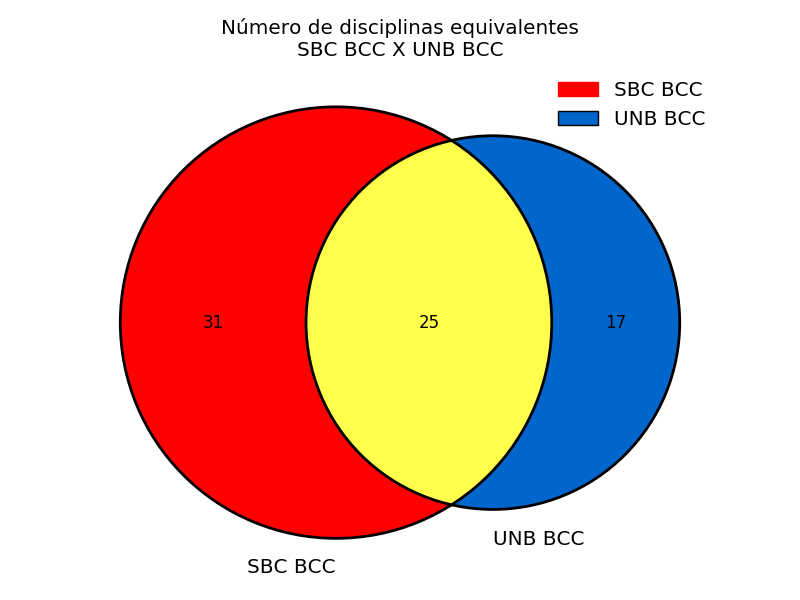 Número de disciplinas equivalentes
SBC BCC X UNB BCC
SBC BCC
UNB BCC
31
25
17
UNB BCC
SBC BCC